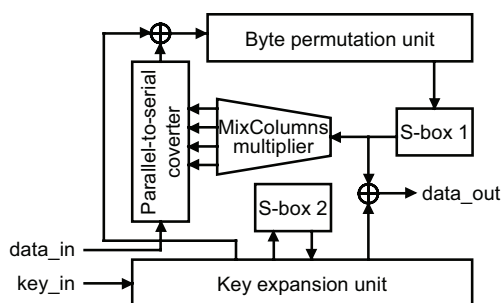 Byte permutation unit
Parallel-to-serial
coverter
MixColumns
multiplier
S-box 1
S-box 2
data_out
data_in
key_in
Key expansion unit